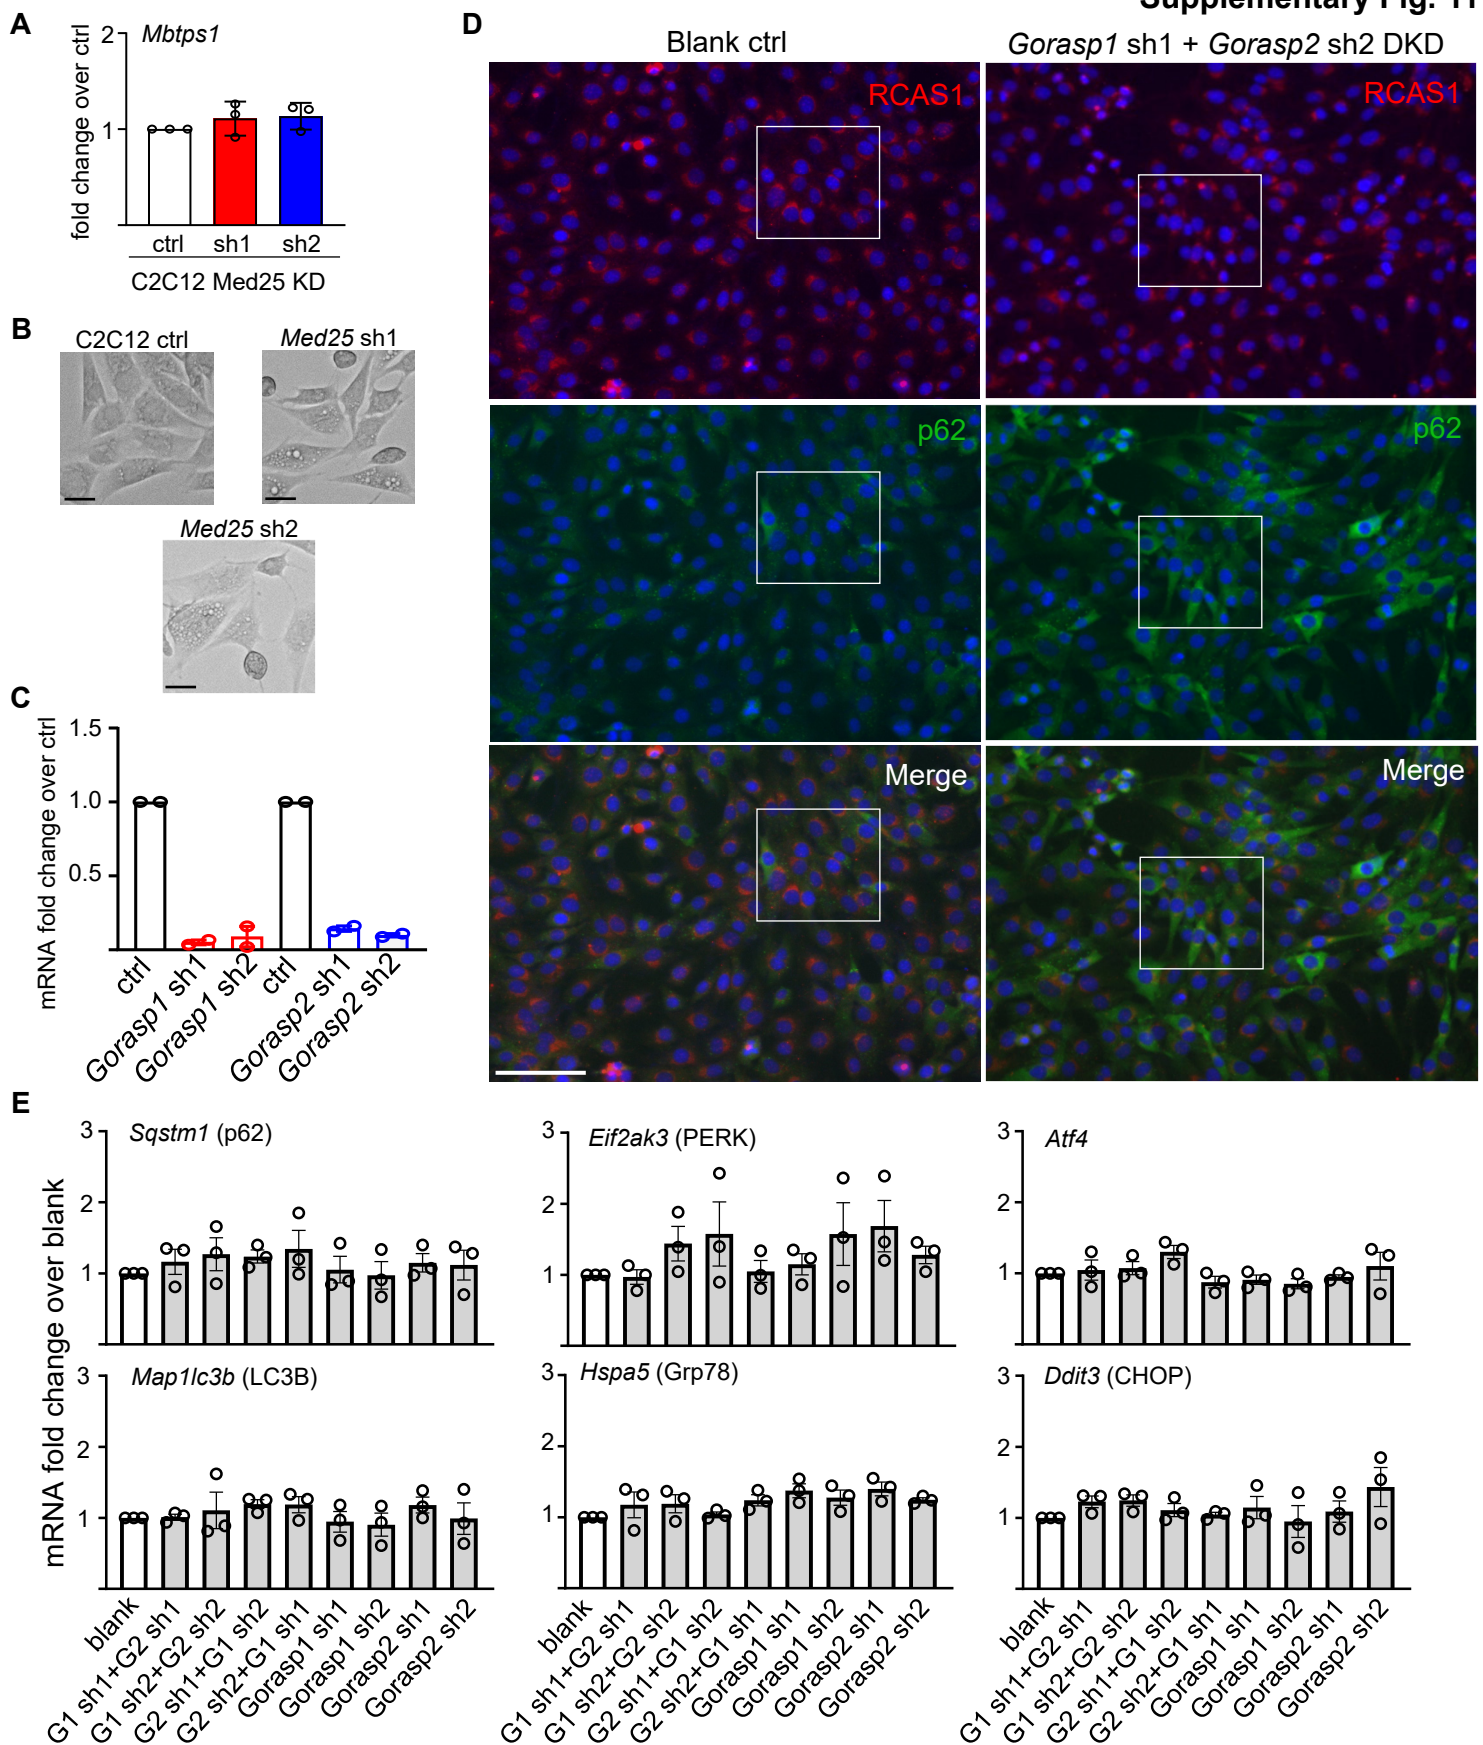 Supplementary Fig. 11
A
fold change over ctrl
2
1
Mbtps1
ctrl
sh1
sh2
C2C12 Med25 KD
B
C2C12 ctrl
Med25 sh1
Med25 sh2
C
mRNA fold change over ctrl
1.5
1.0
0.5
ctrl
Gorasp1 sh1
Gorasp1 sh2
ctrl
Gorasp2 sh1
Gorasp2 sh2
D
Blank ctrl
Gorasp1 sh1 + Gorasp2 sh2 DKD
RCAS1
RCAS1
p62
p62
Merge
Merge
E
mRNA fold change over blank
3
2
1
Sqstm1 (p62)
3
2
1
Eif2ak3 (PERK)
3
2
1
Atf4
3
2
1
Map1lc3b (LC3B)
3
2
1
Hspa5 (Grp78)
3
2
1
Ddit3 (CHOP)
blank
G1 sh1+G2 sh1
G1 sh2+G2 sh2
G2 sh1+G1 sh2
G2 sh2+G1 sh1
Gorasp1 sh1
Gorasp1 sh2
Gorasp2 sh1
Gorasp2 sh2
blank
G1 sh1+G2 sh1
G1 sh2+G2 sh2
G2 sh1+G1 sh2
G2 sh2+G1 sh1
Gorasp1 sh1
Gorasp1 sh2
Gorasp2 sh1
Gorasp2 sh2
blank
G1 sh1+G2 sh1
G1 sh2+G2 sh2
G2 sh1+G1 sh2
G2 sh2+G1 sh1
Gorasp1 sh1
Gorasp1 sh2
Gorasp2 sh1
Gorasp2 sh2